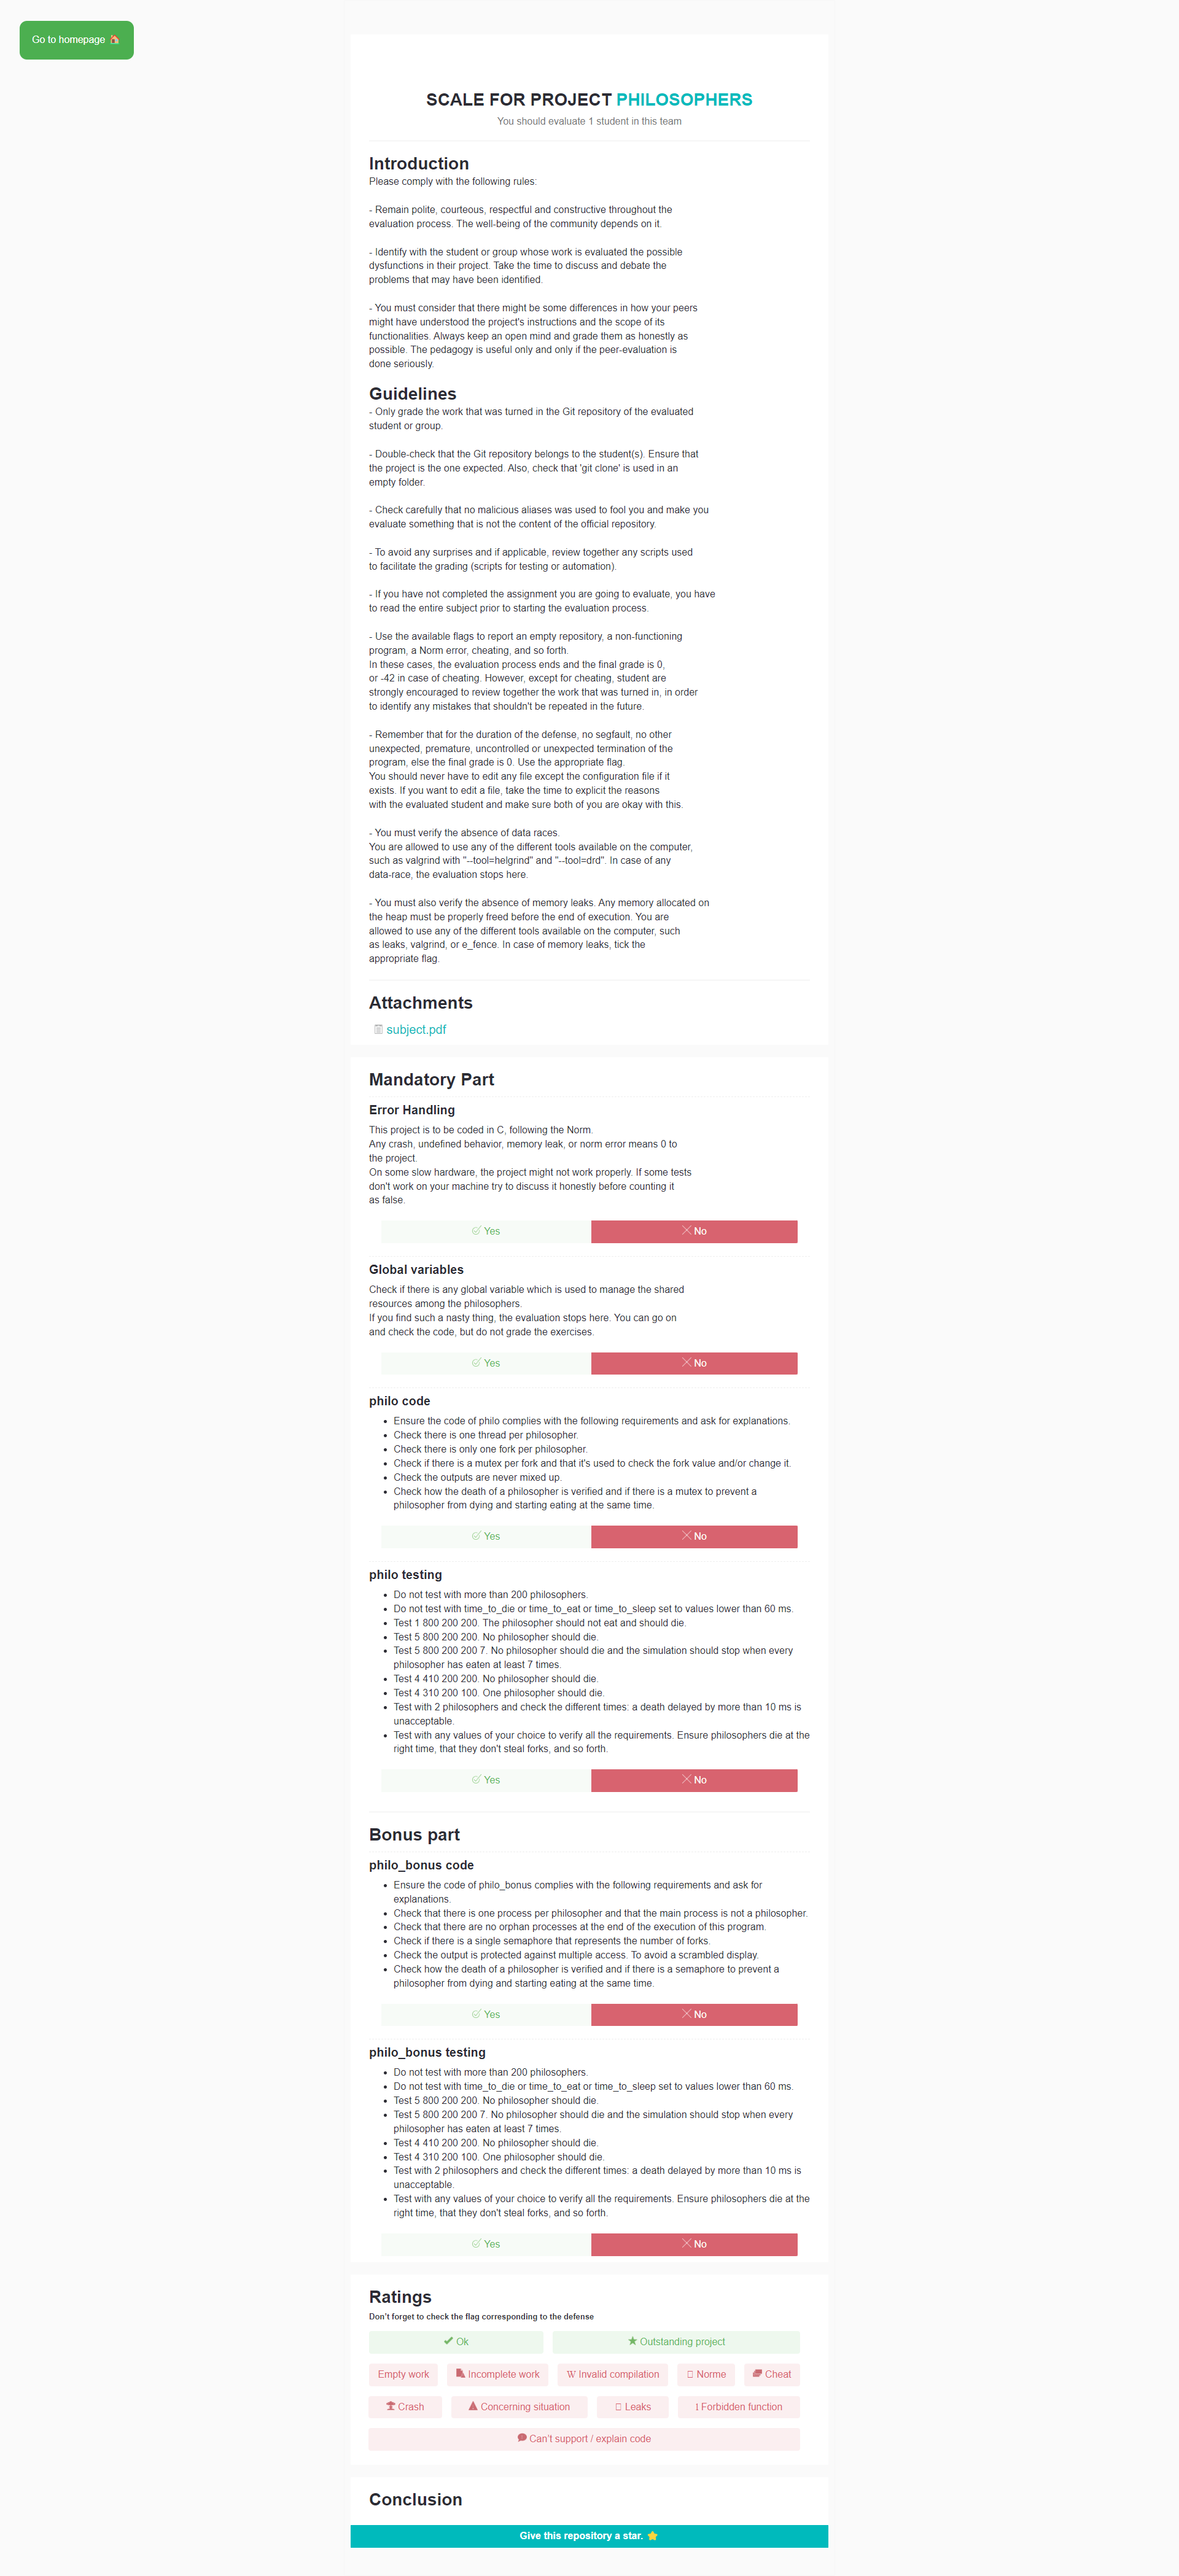 Go to homepage 🏠
SCALE FOR PROJECT PHILOSOPHERS
You should evaluate 1 student in this team
Introduction
Please comply with the following rules:
- Remain polite, courteous, respectful and constructive throughout the
evaluation process. The well-being of the community depends on it.
- Identify with the student or group whose work is evaluated the possible
dysfunctions in their project. Take the time to discuss and debate the
problems that may have been identified.
- You must consider that there might be some differences in how your peers
might have understood the project's instructions and the scope of its
functionalities. Always keep an open mind and grade them as honestly as
possible. The pedagogy is useful only and only if the peer-evaluation is
done seriously.
Guidelines
- Only grade the work that was turned in the Git repository of the evaluated
student or group.
- Double-check that the Git repository belongs to the student(s). Ensure that
the project is the one expected. Also, check that 'git clone' is used in an
empty folder.
- Check carefully that no malicious aliases was used to fool you and make you
evaluate something that is not the content of the official repository.
- To avoid any surprises and if applicable, review together any scripts used
to facilitate the grading (scripts for testing or automation).
- If you have not completed the assignment you are going to evaluate, you have
to read the entire subject prior to starting the evaluation process.
- Use the available flags to report an empty repository, a non-functioning
program, a Norm error, cheating, and so forth.
In these cases, the evaluation process ends and the final grade is 0,
or -42 in case of cheating. However, except for cheating, student are
strongly encouraged to review together the work that was turned in, in order
to identify any mistakes that shouldn't be repeated in the future.
- Remember that for the duration of the defense, no segfault, no other
unexpected, premature, uncontrolled or unexpected termination of the
program, else the final grade is 0. Use the appropriate flag.
You should never have to edit any file except the configuration file if it
exists. If you want to edit a file, take the time to explicit the reasons
with the evaluated student and make sure both of you are okay with this.
- You must verify the absence of data races.
You are allowed to use any of the different tools available on the computer,
such as valgrind with "--tool=helgrind" and "--tool=drd". In case of any
data-race, the evaluation stops here.
- You must also verify the absence of memory leaks. Any memory allocated on
the heap must be properly freed before the end of execution. You are
allowed to use any of the different tools available on the computer, such
as leaks, valgrind, or e_fence. In case of memory leaks, tick the
appropriate flag.
Attachments
subject.pdf
Mandatory Part
Error Handling
This project is to be coded in C, following the Norm.
Any crash, undefined behavior, memory leak, or norm error means 0 to
the project.
On some slow hardware, the project might not work properly. If some tests
don't work on your machine try to discuss it honestly before counting it
as false.
Yes No
Global variables
Check if there is any global variable which is used to manage the shared
resources among the philosophers.
If you find such a nasty thing, the evaluation stops here. You can go on
and check the code, but do not grade the exercises.
Yes No
philo code
• Ensure the code of philo complies with the following requirements and ask for explanations.
• Check there is one thread per philosopher.
• Check there is only one fork per philosopher.
• Check if there is a mutex per fork and that it's used to check the fork value and/or change it.
• Check the outputs are never mixed up.
• Check how the death of a philosopher is verified and if there is a mutex to prevent a
philosopher from dying and starting eating at the same time.
Yes No
philo testing
• Do not test with more than 200 philosophers.
• Do not test with time_to_die or time_to_eat or time_to_sleep set to values lower than 60 ms.
• Test 1 800 200 200. The philosopher should not eat and should die.
• Test 5 800 200 200. No philosopher should die.
• Test 5 800 200 200 7. No philosopher should die and the simulation should stop when every
philosopher has eaten at least 7 times.
• Test 4 410 200 200. No philosopher should die.
• Test 4 310 200 100. One philosopher should die.
• Test with 2 philosophers and check the different times: a death delayed by more than 10 ms is
unacceptable.
• Test with any values of your choice to verify all the requirements. Ensure philosophers die at the
right time, that they don't steal forks, and so forth.
Yes No
Bonus part
philo_bonus code
• Ensure the code of philo_bonus complies with the following requirements and ask for
explanations.
• Check that there is one process per philosopher and that the main process is not a philosopher.
• Check that there are no orphan processes at the end of the execution of this program.
• Check if there is a single semaphore that represents the number of forks.
• Check the output is protected against multiple access. To avoid a scrambled display.
• Check how the death of a philosopher is verified and if there is a semaphore to prevent a
philosopher from dying and starting eating at the same time.
Yes No
philo_bonus testing
• Do not test with more than 200 philosophers.
• Do not test with time_to_die or time_to_eat or time_to_sleep set to values lower than 60 ms.
• Test 5 800 200 200. No philosopher should die.
• Test 5 800 200 200 7. No philosopher should die and the simulation should stop when every
philosopher has eaten at least 7 times.
• Test 4 410 200 200. No philosopher should die.
• Test 4 310 200 100. One philosopher should die.
• Test with 2 philosophers and check the different times: a death delayed by more than 10 ms is
unacceptable.
• Test with any values of your choice to verify all the requirements. Ensure philosophers die at the
right time, that they don't steal forks, and so forth.
Yes No
Ratings
Don't forget to check the flag corresponding to the defense
Ok Outstanding project
Empty work Incomplete work W Invalid compilation Norme Cheat
Crash Concerning situation Leaks I Forbidden function
Can't support / explain code
Conclusion
Give this repository a star. ⭐